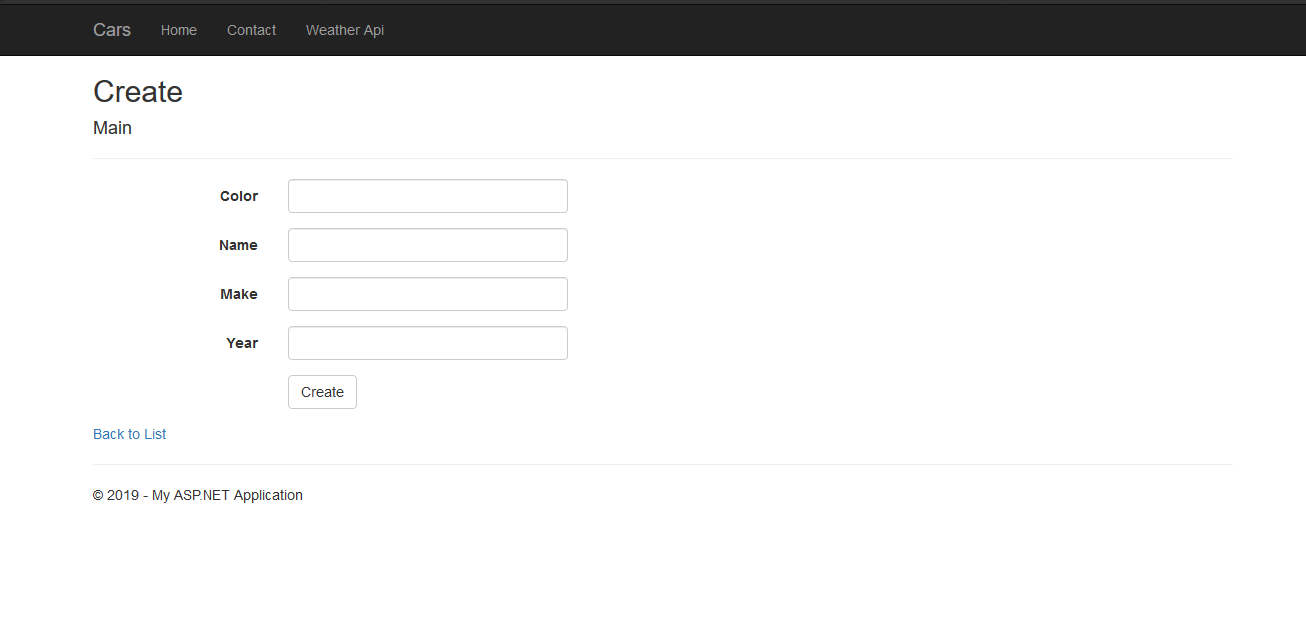 Cars Home Contact Weather Api
Create
Main
Color
Name
Make
Year
Create
Back to List
© 2019 - My ASP.NET Application